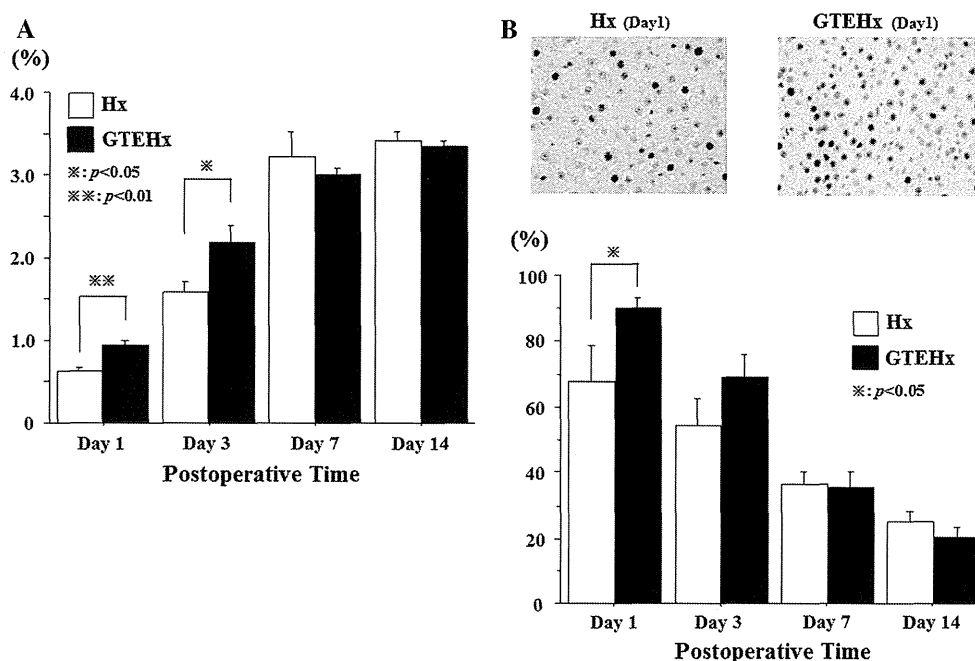 A
(%)
4.0
3.0
2.0
1.0
0
Hx
GTEHx
※: p<0.05
※※: p<0.01
※※
※
Day 1
Day 3
Day 7
Day 14
Postoperative Time
B
Hx (Day1)
GTEHx (Day1)
(%)
100
80
60
40
20
0
※
Hx
GTEHx
※: p<0.05
Day 1
Day 3
Day 7
Day 14
Postoperative Time